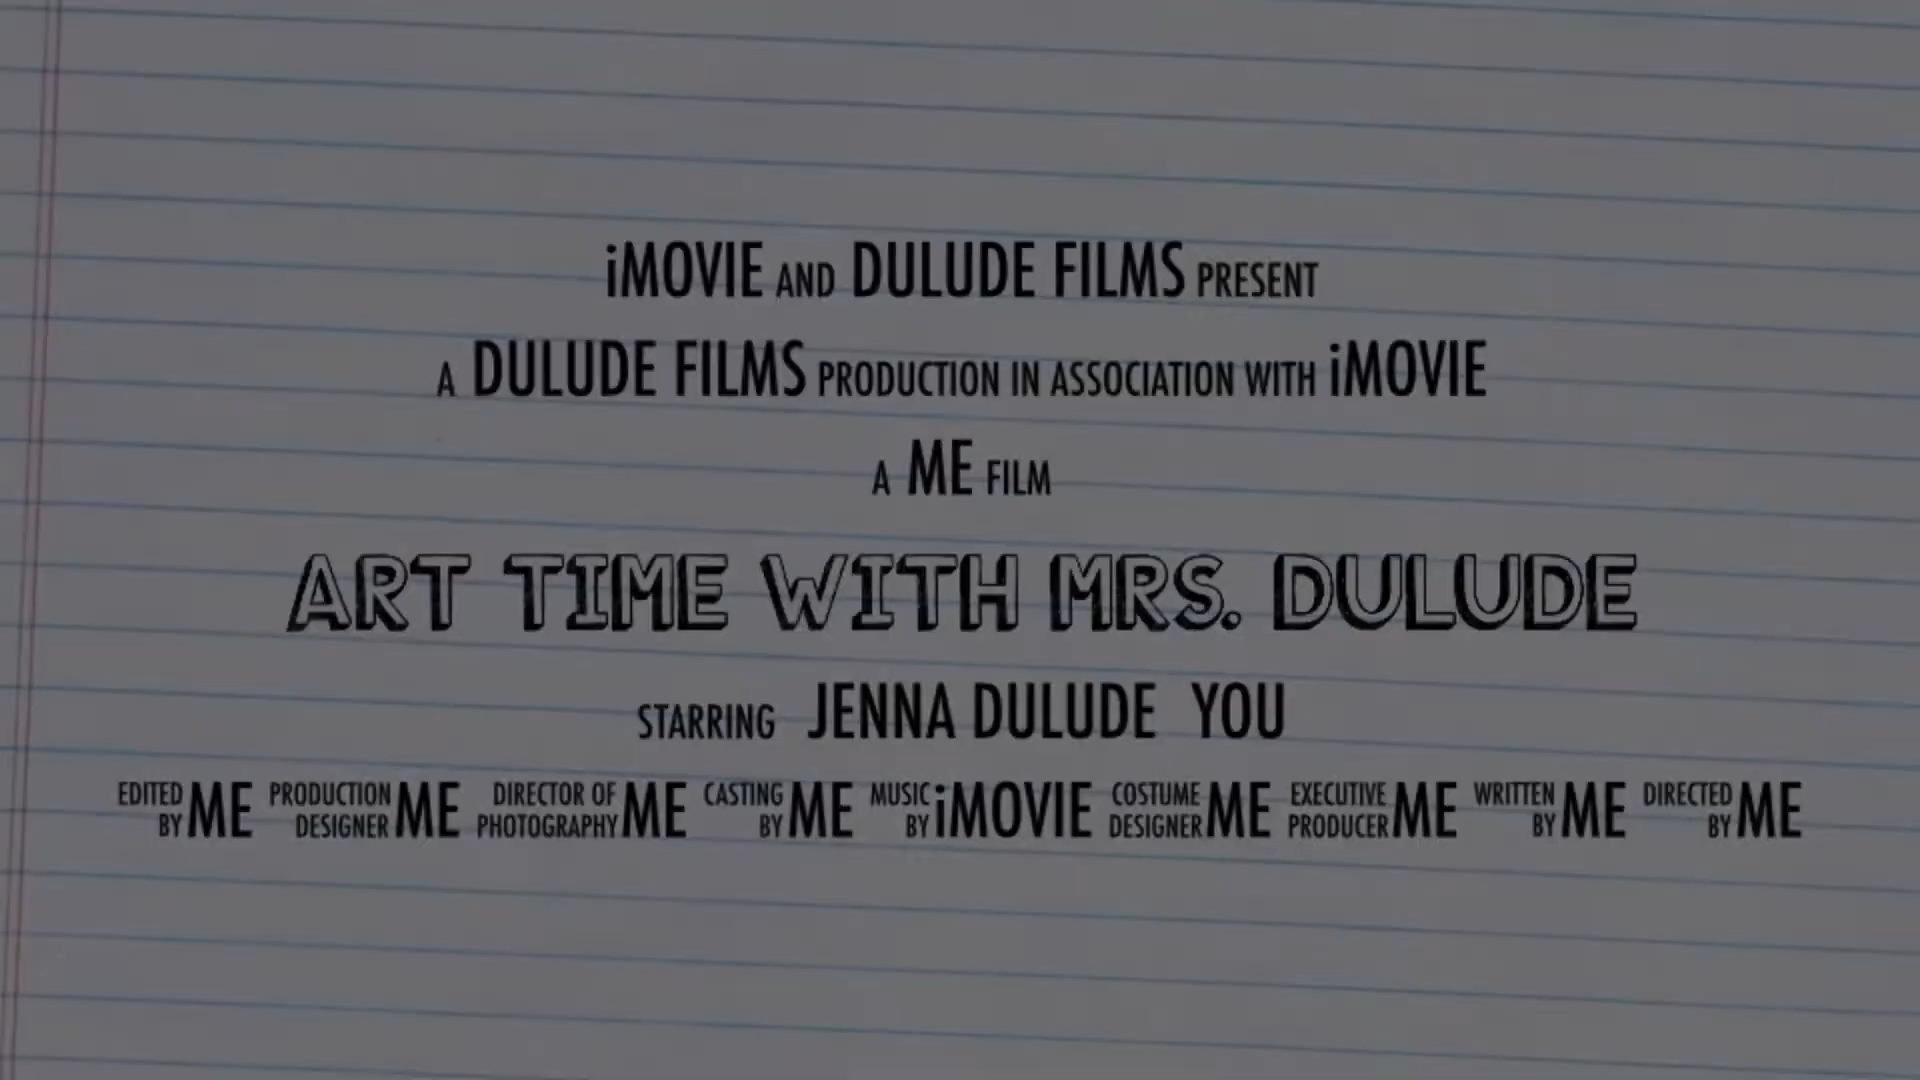 iMOVIE AND DULUDE FILMS PRESENT
A DULUDE FILMS PRODUCTION IN ASSOCIATION WITH iMOVIE
A ME FILM
ART TIME WITH MRS. DULUDE
STARRING JENNA DULUDE YOU
EDITED BY ME PRODUCTION DESIGNER ME DIRECTOR OF PHOTOGRAPHY ME CASTING BY ME MUSIC BY iMOVIE COSTUME DESIGNER ME EXECUTIVE PRODUCER ME WRITTEN BY ME DIRECTED BY ME